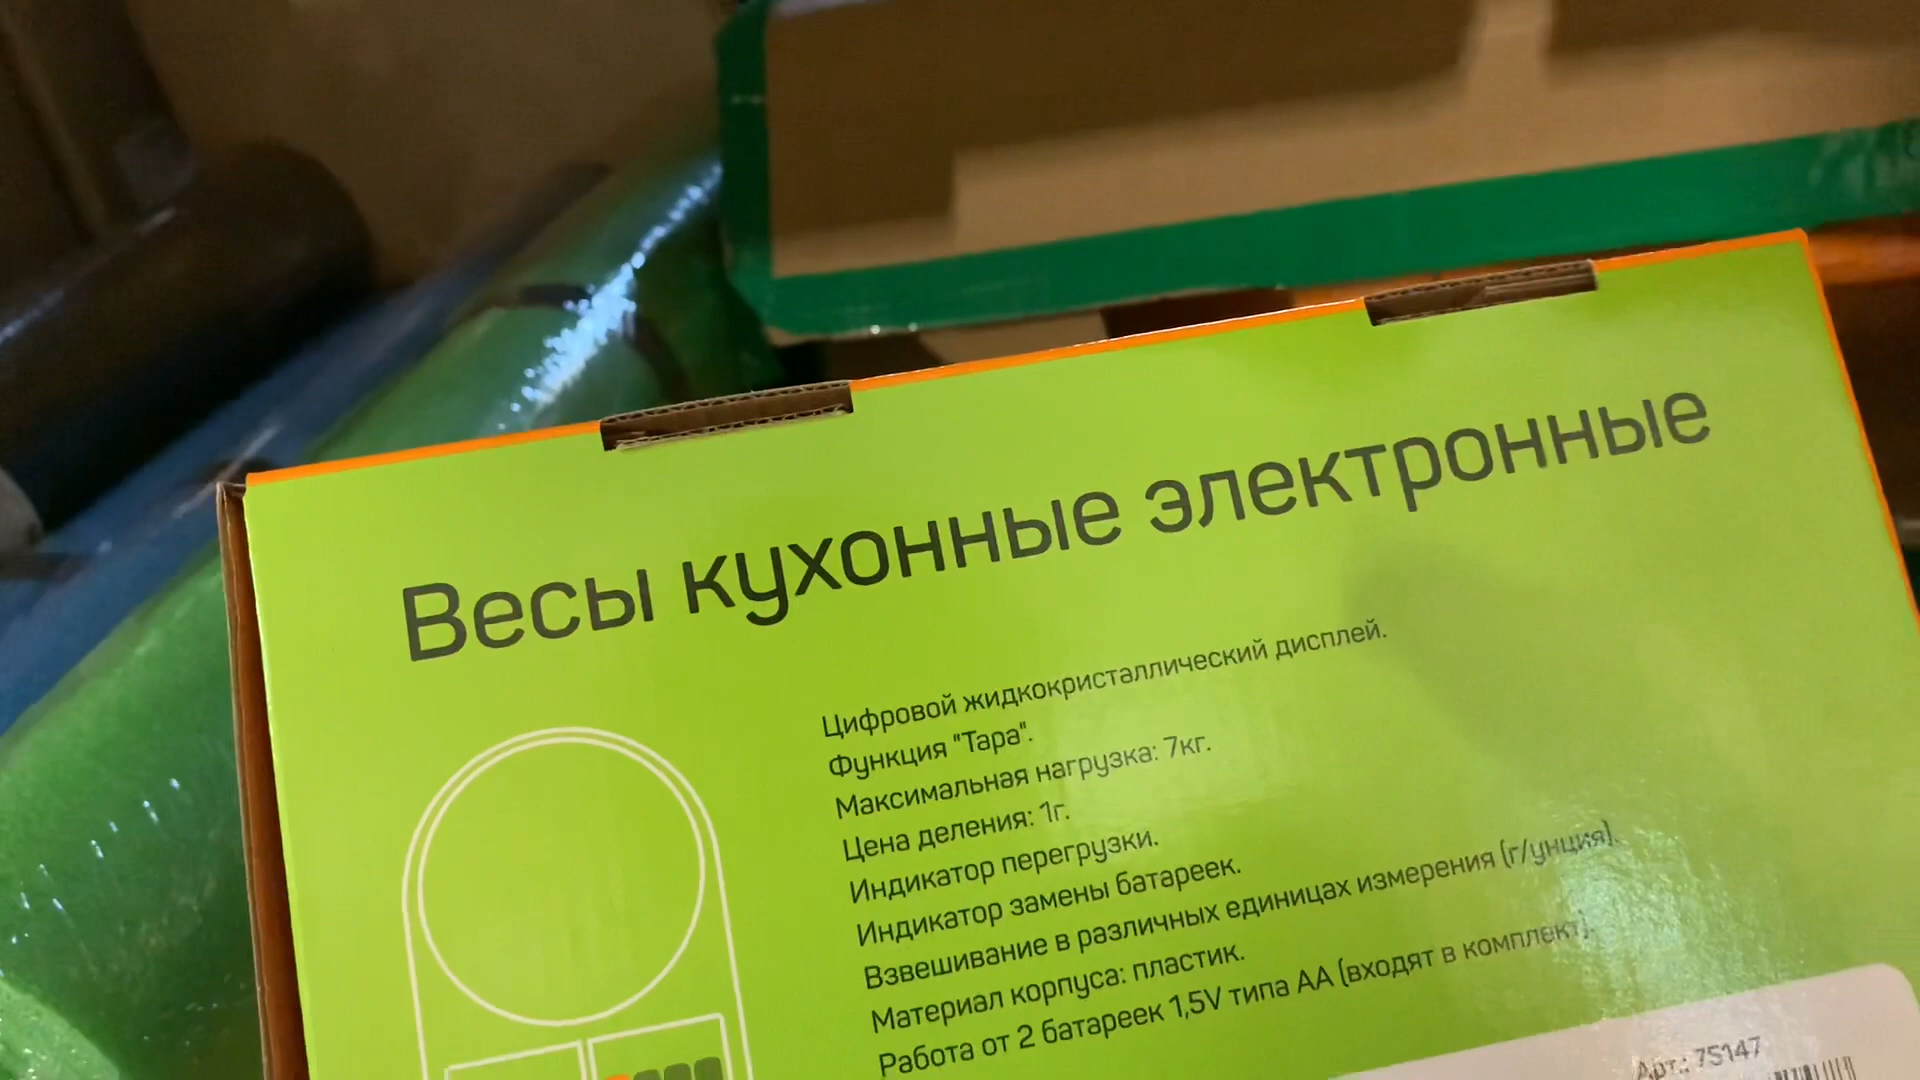 Весы кухонные электронные
Цифровой жидкокристаллический дисплей.
Функция "Тара".
Максимальная нагрузка: 7кг.
Цена деления: 1г.
Индикатор перегрузки.
Индикатор замены батареек.
Взвешивание в различных единицах измерения (г/унция).
Материал корпуса: пластик.
Работа от 2 батареек 1,5V типа АА (входят в комплект).
Арт.: 75147